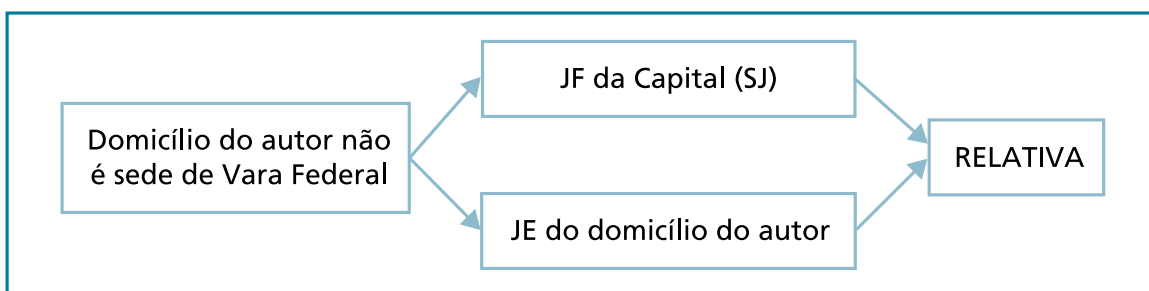 Domicílio do autor não
é sede de Vara Federal
JF da Capital (SJ)
JE do domicílio do autor
RELATIVA